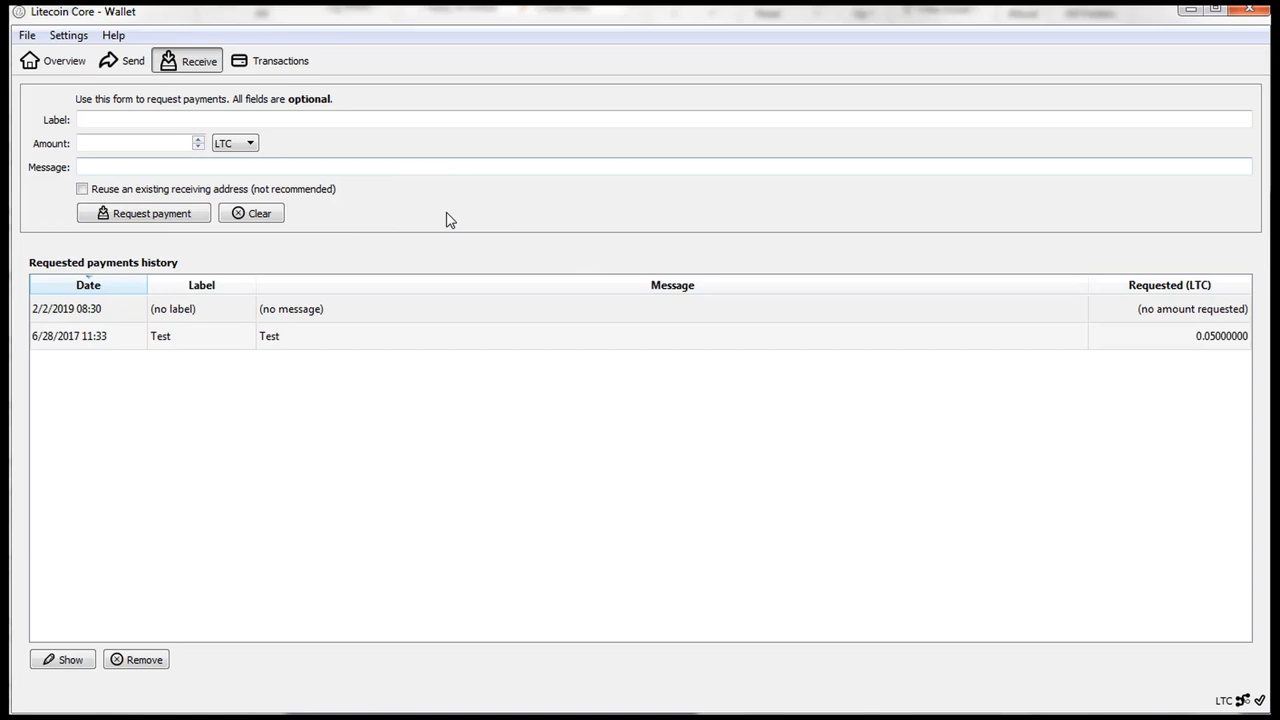 Litecoin Core - Wallet
File Settings Help
Overview Send Receive Transactions
Use this form to request payments. All fields are optional.
Label:
Amount: LTC
Message:
Reuse an existing receiving address (not recommended)
Request payment Clear
Requested payments history
Date Label Message Requested (LTC)
2/2/2019 08:30 (no label) (no message) (no amount requested)
6/28/2017 11:33 Test Test 0.05000000
Show Remove
LTC